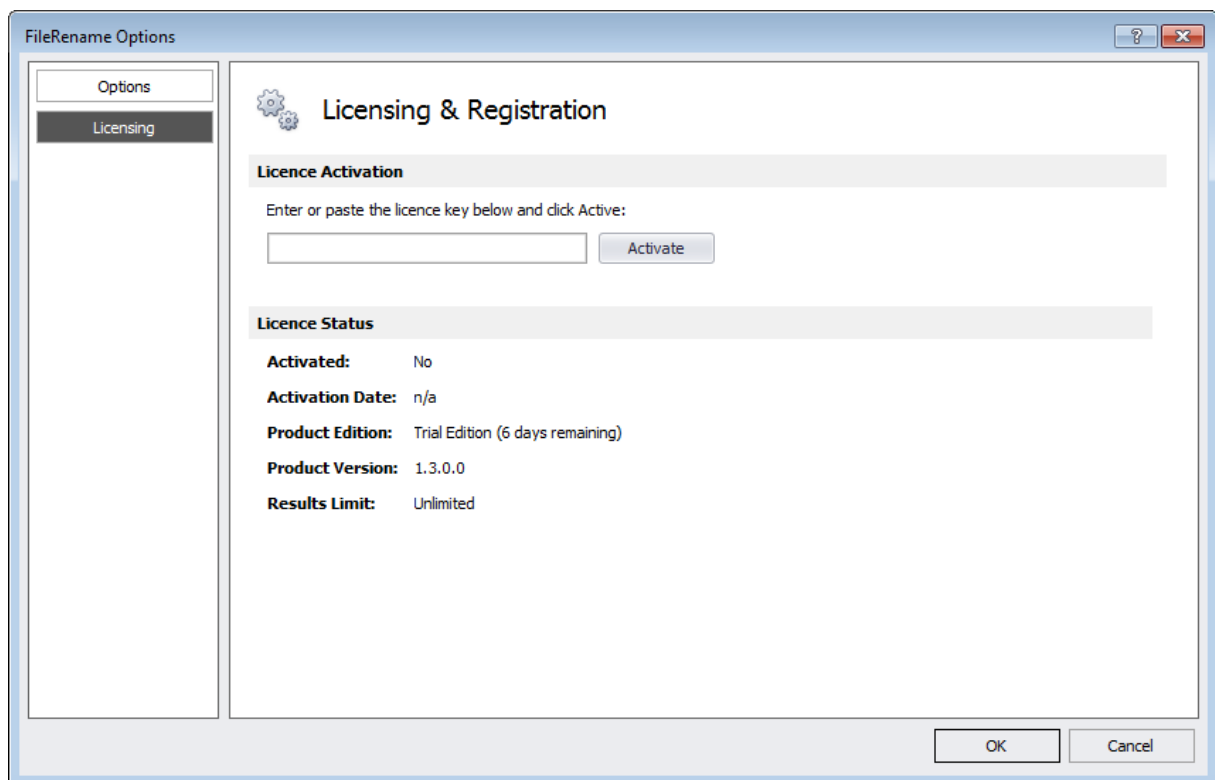 FileRename Options
?
Options
Licensing
Licensing & Registration
Licence Activation
Enter or paste the licence key below and click Active:
Activate
Licence Status
Activated: No
Activation Date: n/a
Product Edition: Trial Edition (6 days remaining)
Product Version: 1.3.0.0
Results Limit: Unlimited
OK Cancel